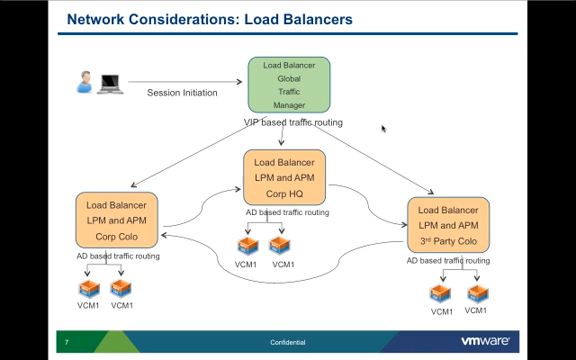 Network Considerations: Load Balancers
Session Initiation
Load Balancer
Global
Traffic
Manager
VIP based traffic routing
Load Balancer
LPM and APM
Corp HQ
AD based traffic routing
VCM1
VCM1
Load Balancer
LPM and APM
Corp Colo
AD based traffic routing
VCM1
VCM1
Load Balancer
LPM and APM
3rd Party Colo
AD based traffic routing
VCM1
VCM1
7
Confidential
vmware